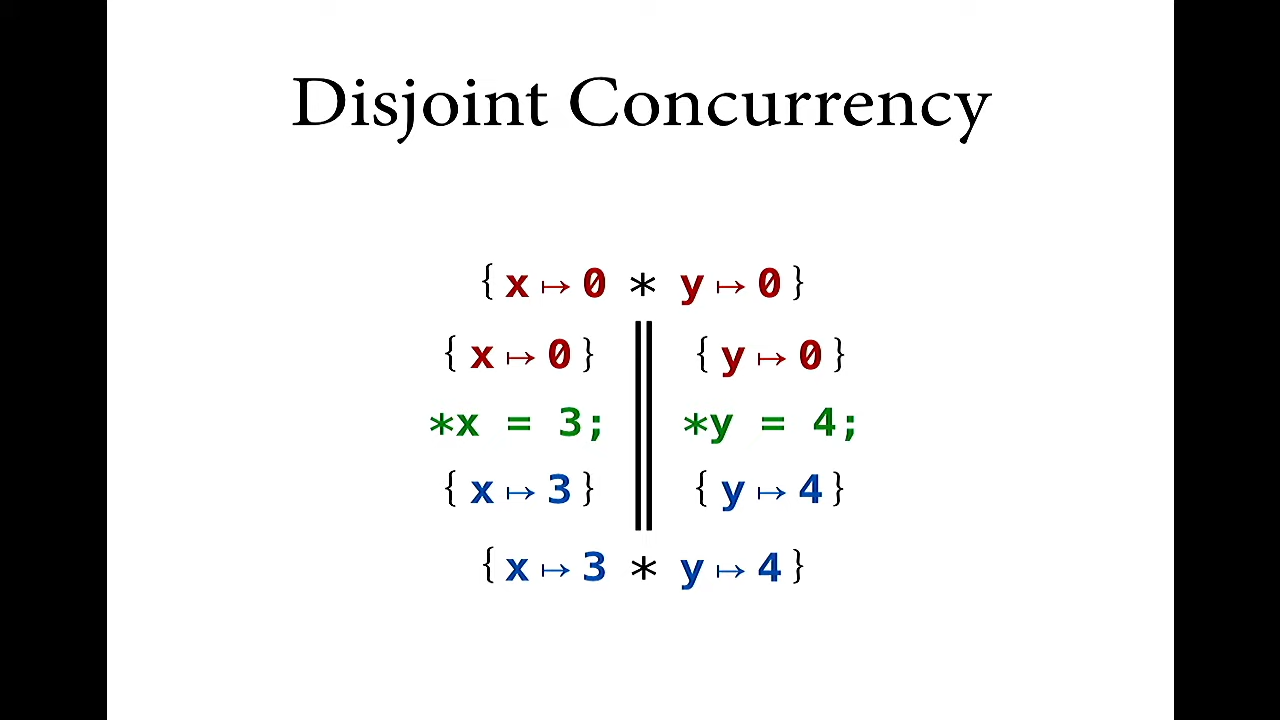 Disjoint Concurrency
{ x ↦ 0 * y ↦ 0 }
{ x ↦ 0 } || { y ↦ 0 }
*x = 3; || *y = 4;
{ x ↦ 3 } || { y ↦ 4 }
{ x ↦ 3 * y ↦ 4 }